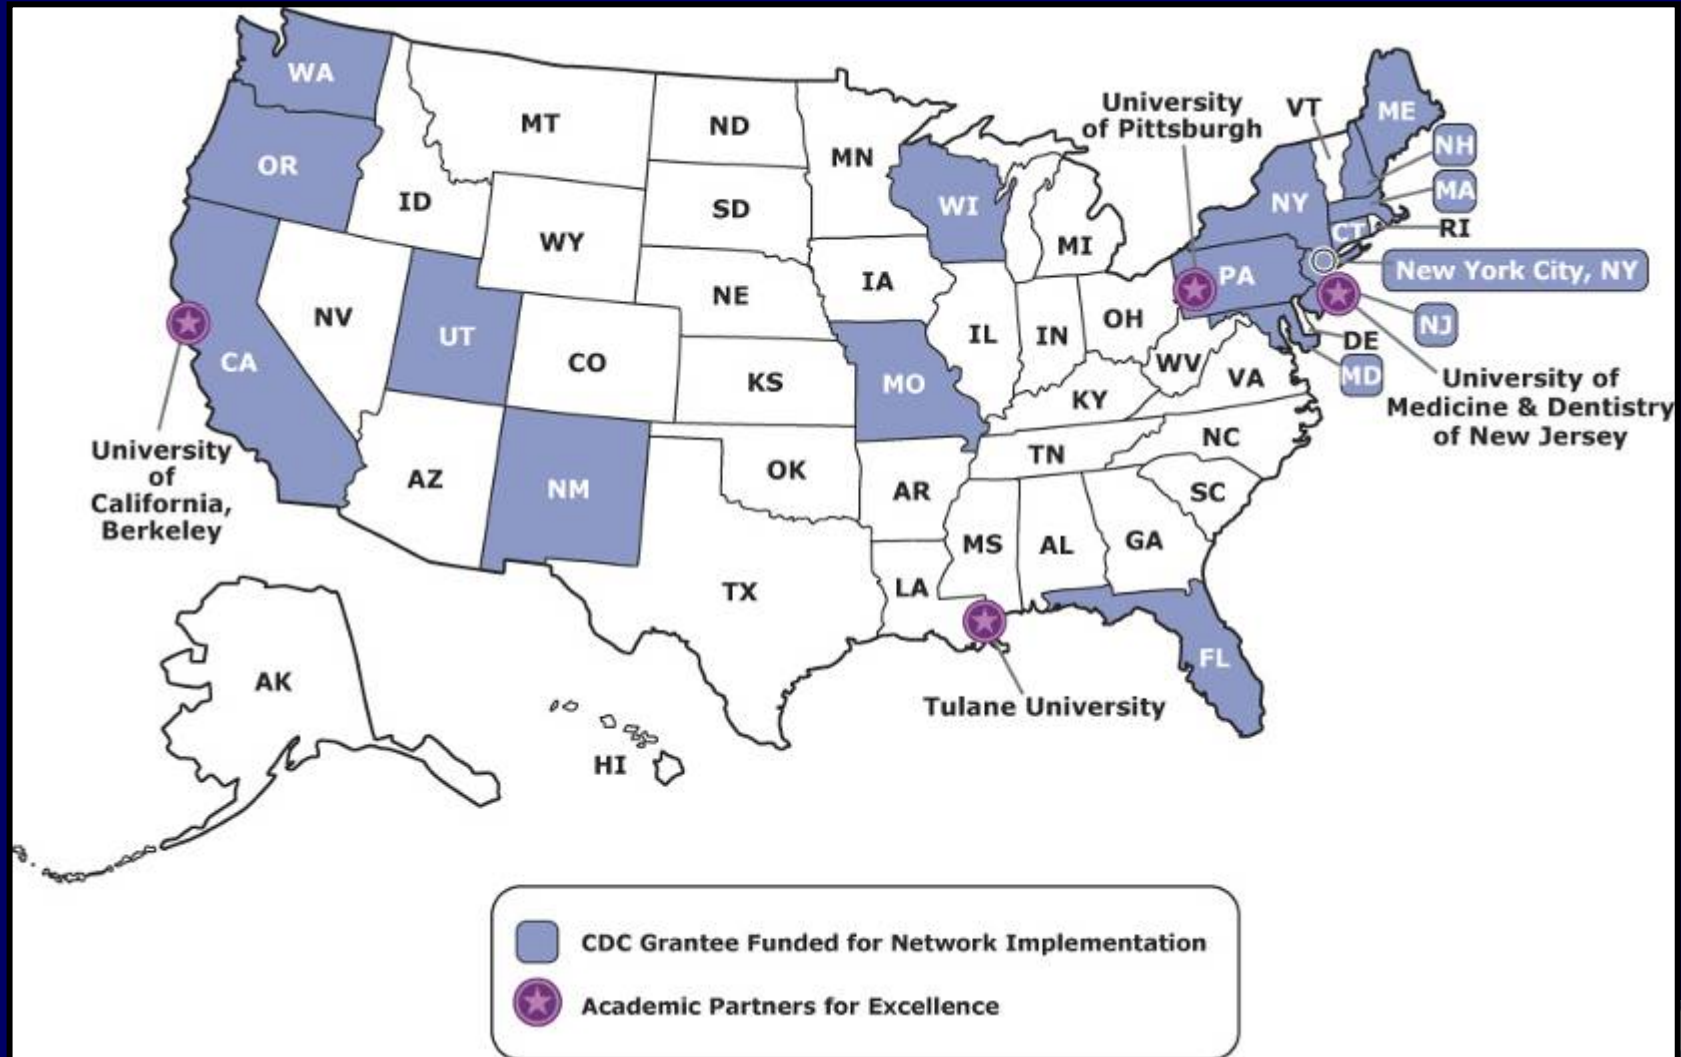 WA
OR
CA
ID
NV
MT
WY
UT
AZ
CO
NM
ND
SD
NE
KS
OK
TX
MN
IA
MO
AR
LA
WI
IL
MI
IN
OH
KY
TN
MS
AL
GA
FL
SC
NC
VA
WV
PA
NY
VT
ME
NH
MA
CT
RI
New York City, NY
NJ
DE
MD
AK
HI
University
of Pittsburgh
University of
Medicine & Dentistry
of New Jersey
University
of
California,
Berkeley
Tulane University
CDC Grantee Funded for Network Implementation
Academic Partners for Excellence